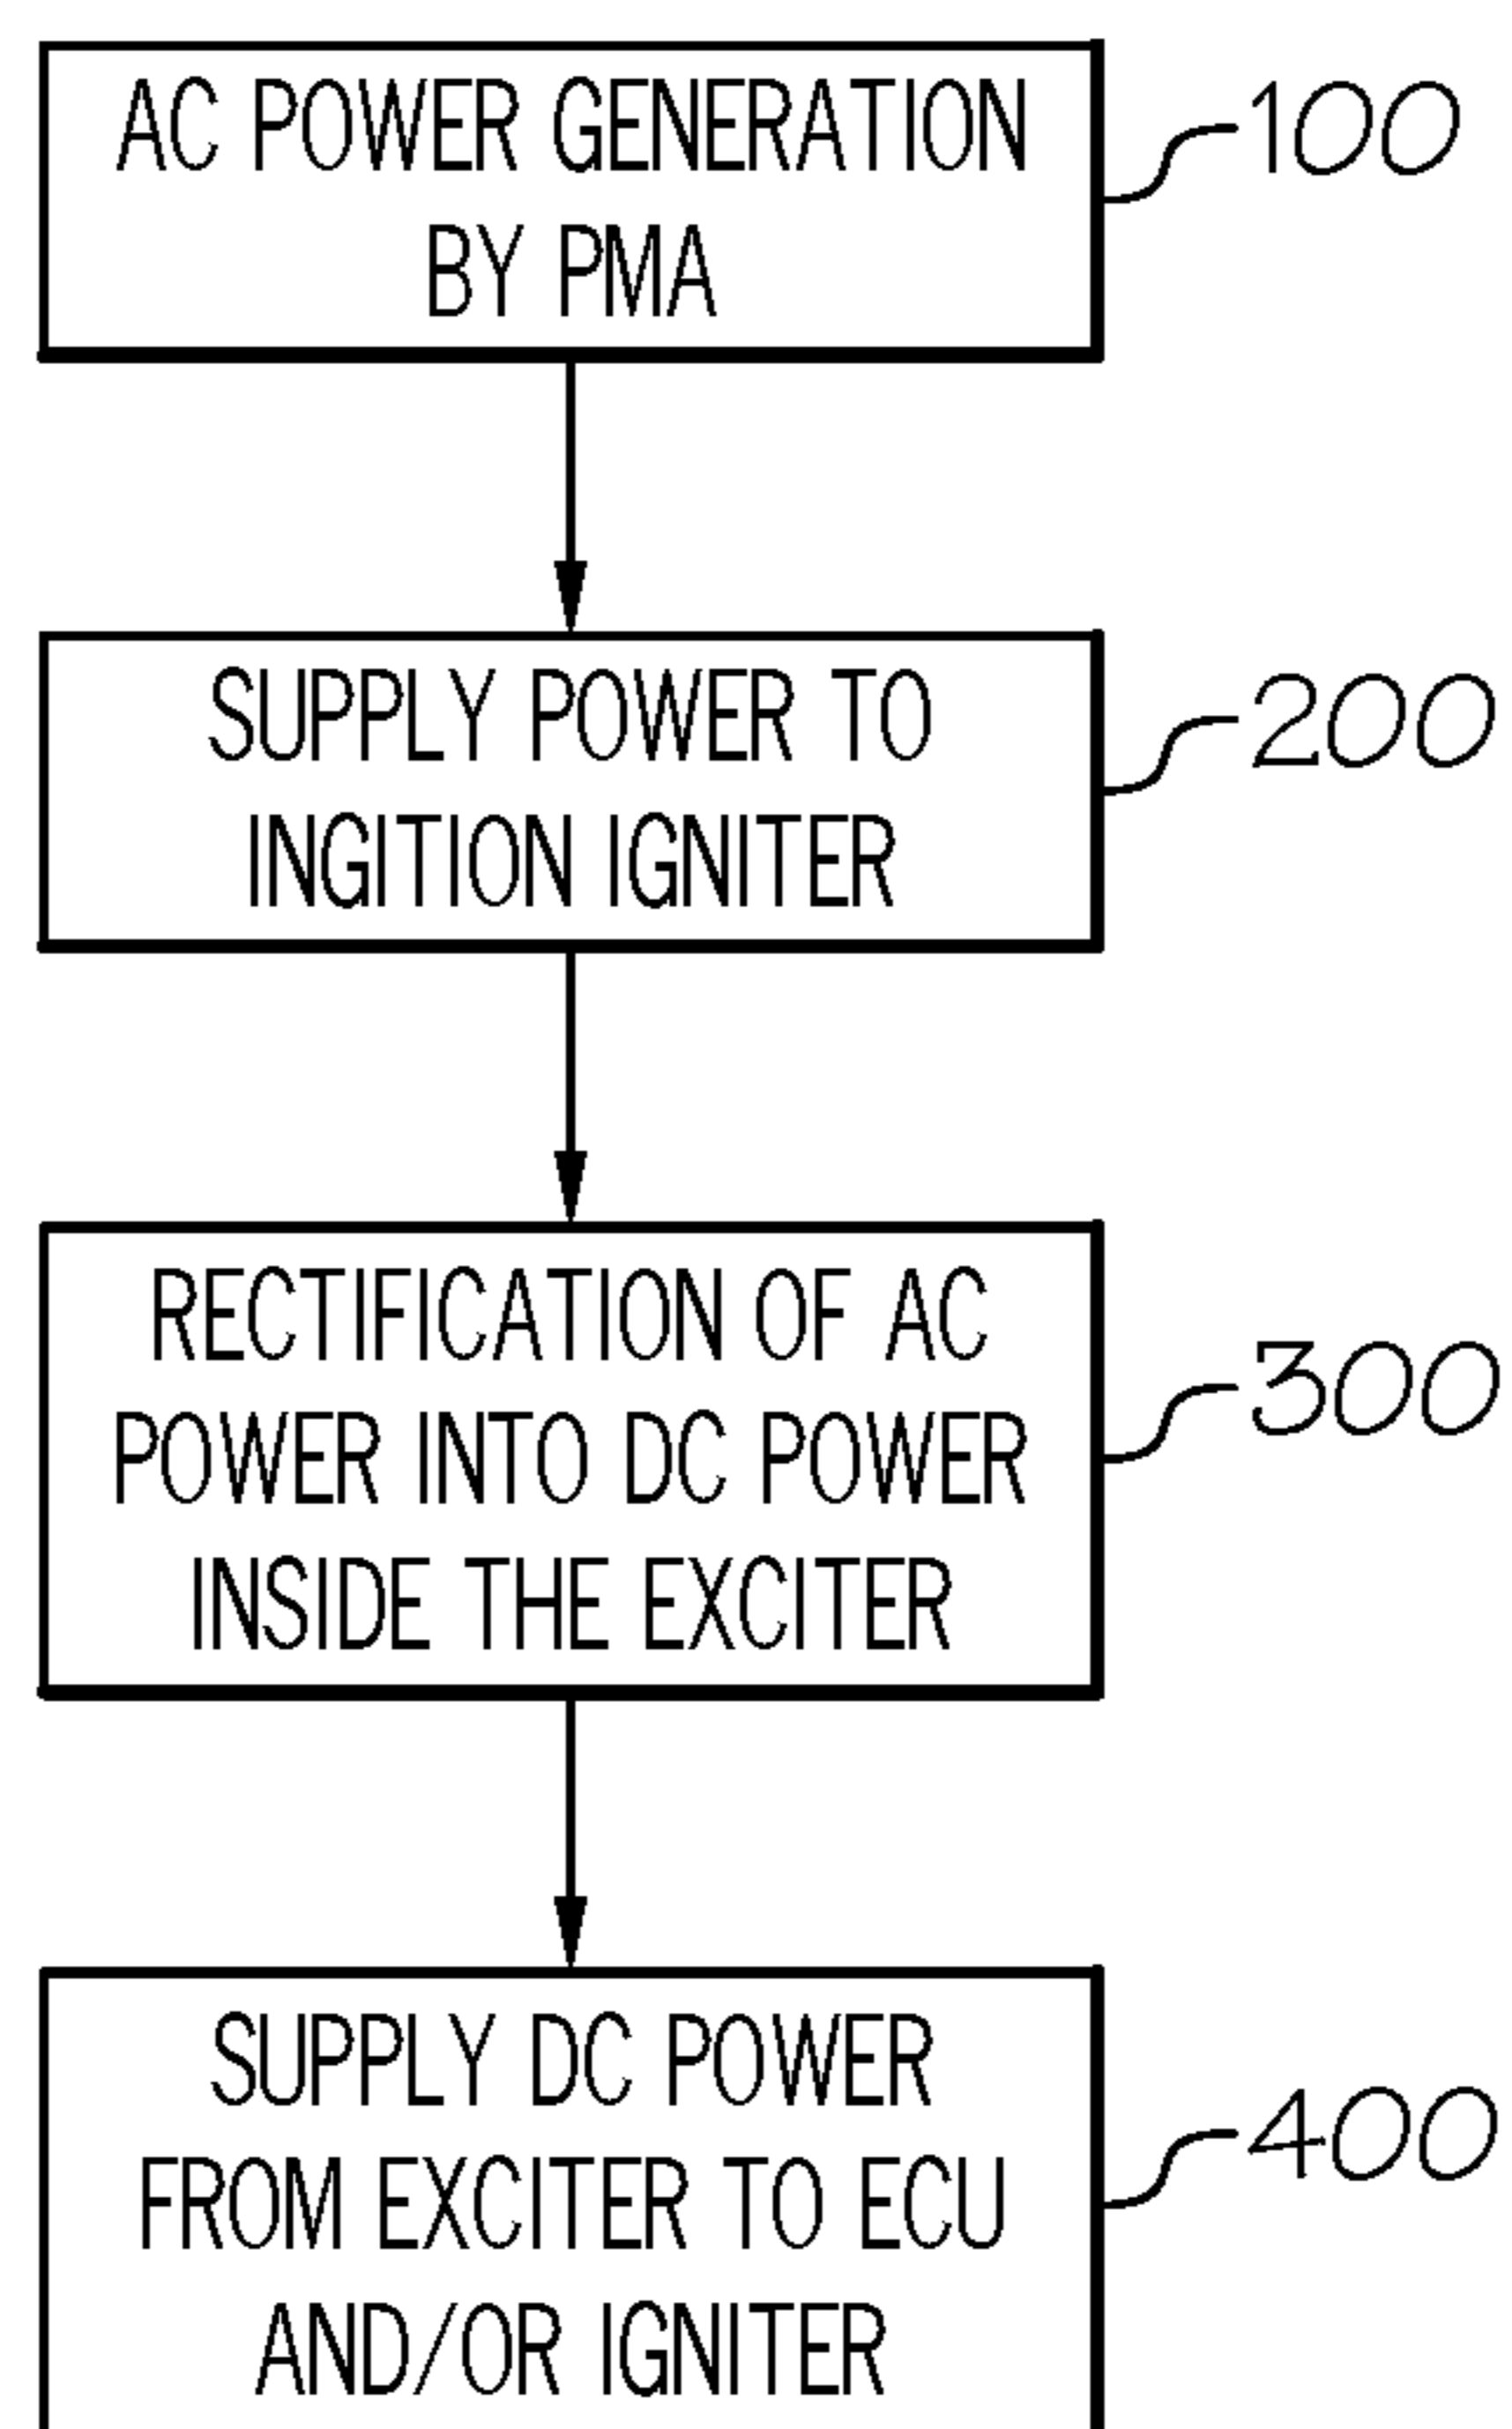 AC POWER GENERATION
BY PMA
100
SUPPLY POWER TO
INGITION IGNITER
200
RECTIFICATION OF AC
POWER INTO DC POWER
INSIDE THE EXCITER
300
SUPPLY DC POWER
FROM EXCITER TO ECU
AND/OR IGNITER
400